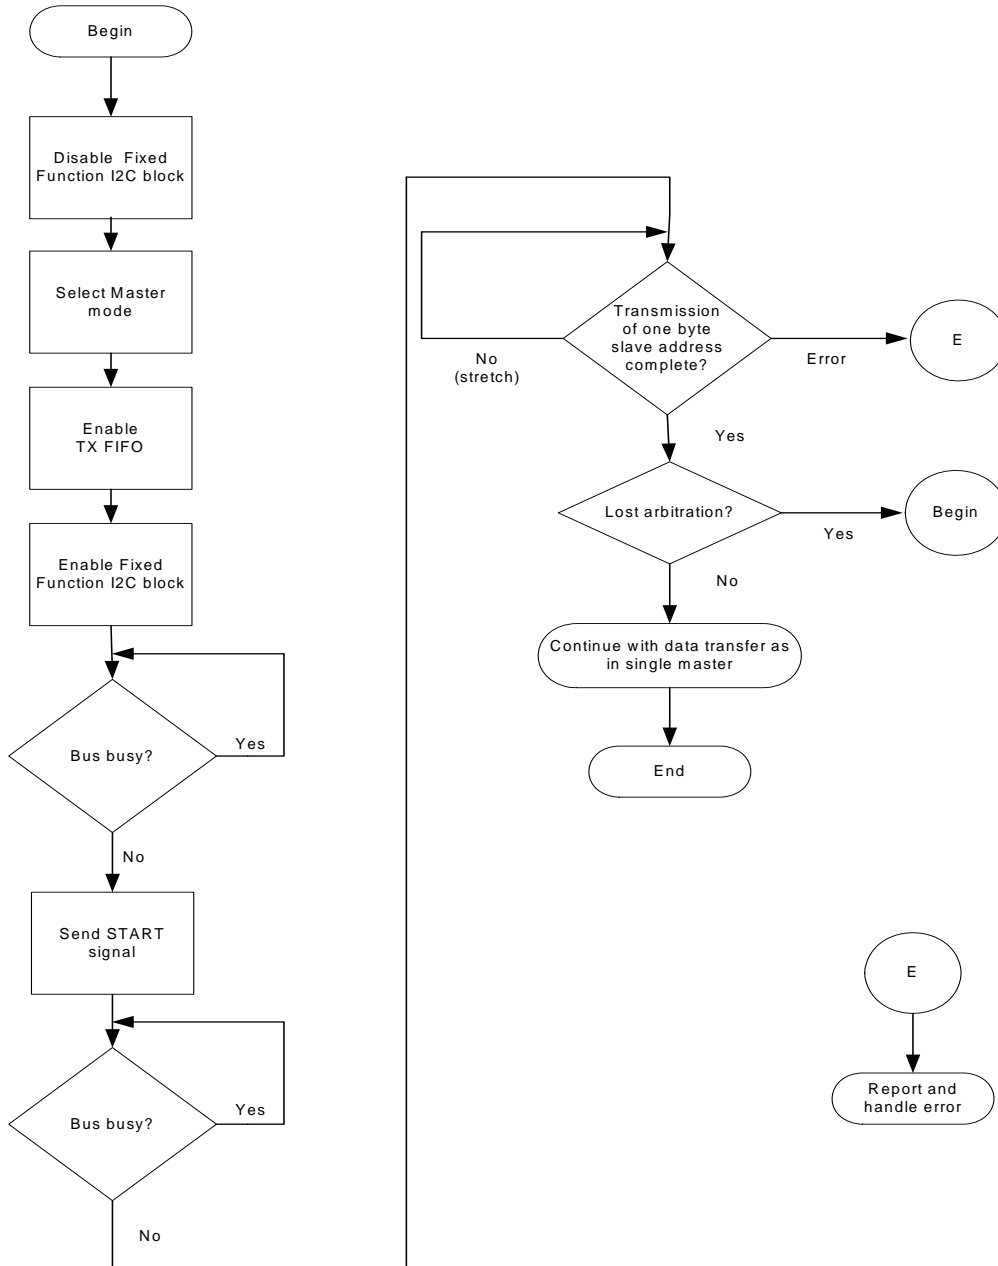 Begin
Disable Fixed
Function I2C block
Select Master
mode
Enable
TX FIFO
Enable Fixed
Function I2C block
Bus busy?
Yes
No
Send START
signal
Bus busy?
Yes
No
Transmission
of one byte
slave address
complete?
No
(stretch)
Error
E
Yes
Lost arbitration?
Yes
Begin
No
Continue with data transfer as
in single master
End
E
Report and
handle error